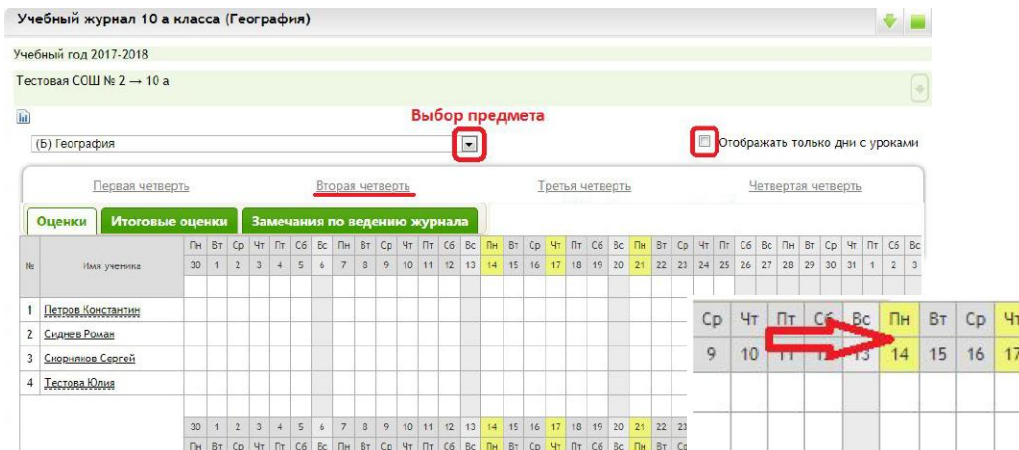 Учебный журнал 10 а класса (География)
Учебный год 2017-2018
Тестовая СОШ № 2 → 10 а
Выбор предмета
(Б) География
Отображать только дни с уроками
Первая четверть Вторая четверть Третья четверть Четвертая четверть
Оценки Итоговые оценки Замечания по ведению журнала
Пн Вт Ср Чт Пт Сб Вс Пн Вт Ср Чт Пт Сб Вс Пн Вт Ср Чт Пт Сб Вс Пн Вт Ср Чт Пт Сб Вс Пн Вт Ср Чт Пт Сб Вс
№ Имя ученика 30 1 2 3 4 5 6 7 8 9 10 11 12 13 14 15 16 17 18 19 20 21 22 23 24 25 26 27 28 29 30 31 1 2 3
1 Петров Константин
2 Сиднев Роман
3 Скорняков Сергей
4 Тестова Юлия
30 1 2 3 4 5 6 7 8 9 10 11 12 13 14 15 16 17 18 19 20 21 22 23
Пн Вт Ср Чт Пт Сб Вс Пн Вт Ср Чт Пт Сб Вс Пн Вт Ср Чт Пт Сб Вс Пн Вт Ср
Ср Чт Пт Сб Вс Пн Вт Ср Чт
9 10 11 12 13 14 15 16 17